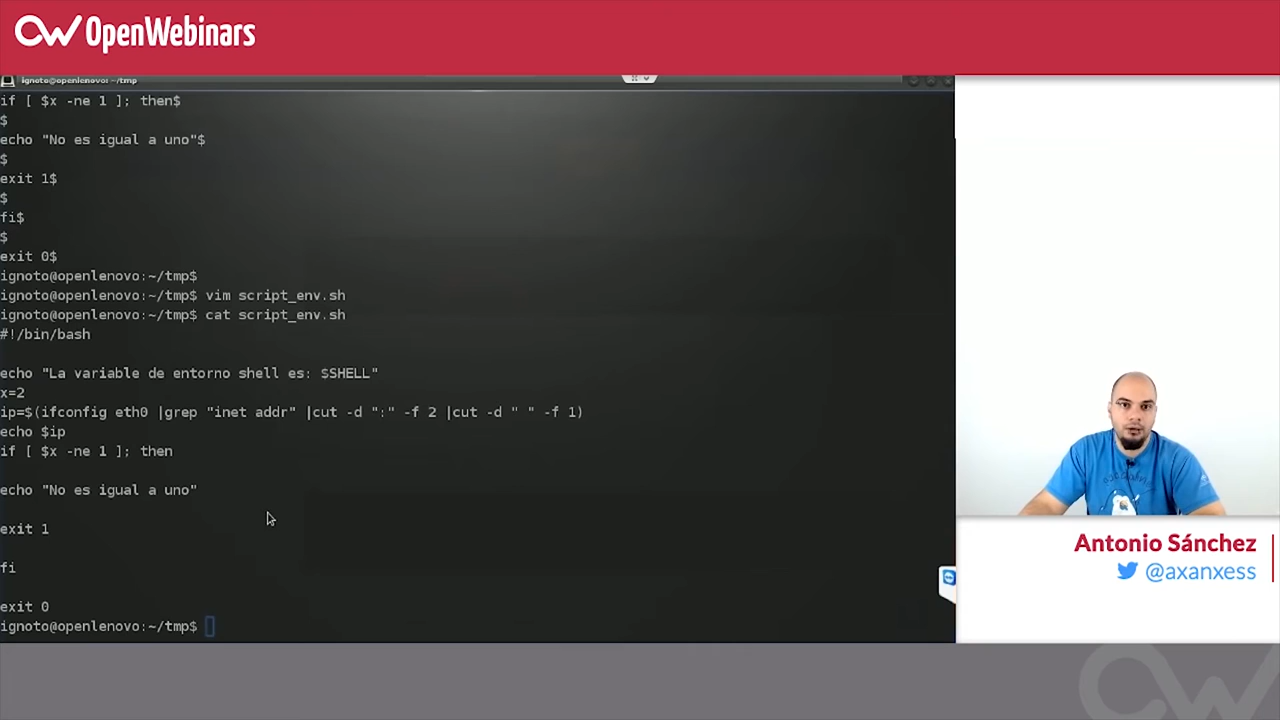 OpenWebinars
ignoto@openlenovo: ~/tmp
if [ $x -ne 1 ]; then$
$
echo "No es igual a uno"$
$
exit 1$
$
fi$
$
exit 0$
ignoto@openlenovo:~/tmp$
ignoto@openlenovo:~/tmp$ vim script_env.sh
ignoto@openlenovo:~/tmp$ cat script_env.sh
#!/bin/bash
echo "La variable de entorno shell es: $SHELL"
x=2
ip=$(ifconfig eth0 |grep "inet addr" |cut -d ":" -f 2 |cut -d " " -f 1)
echo $ip
if [ $x -ne 1 ]; then
echo "No es igual a uno"
exit 1
fi
exit 0
ignoto@openlenovo:~/tmp$
Antonio Sánchez
@axanxess